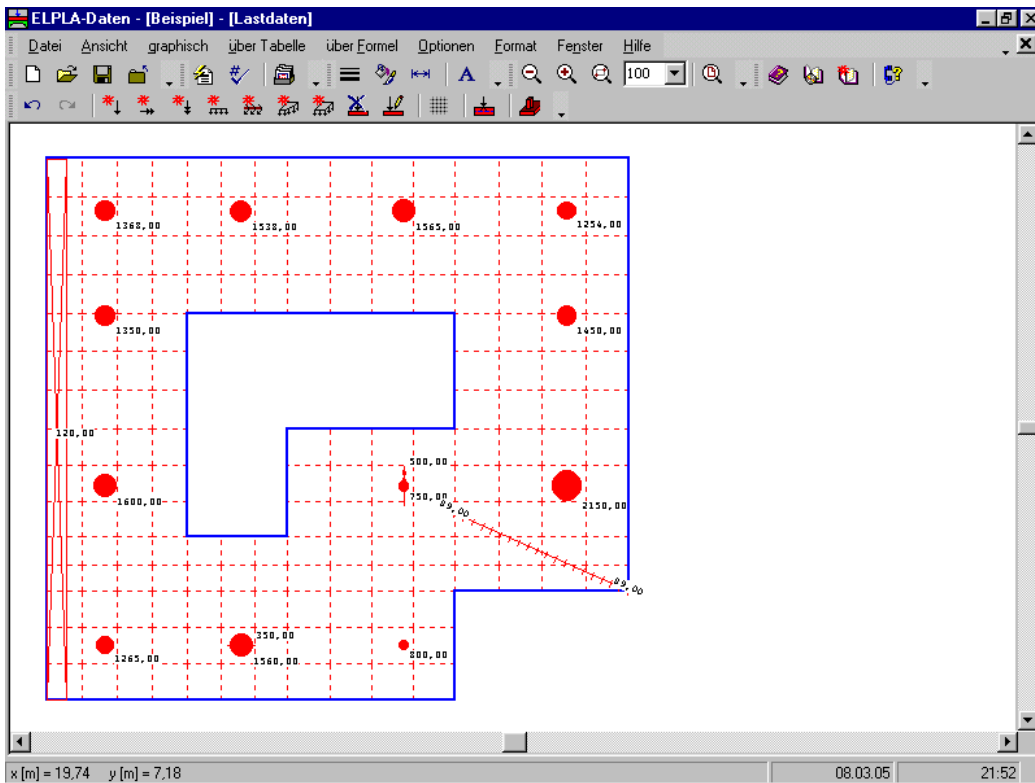 ELPLA-Daten - [Beispiel] - [Lastdaten]
Datei Ansicht graphisch über Tabelle über Formel Optionen Format Fenster Hilfe
A 100
1368,00 1538,00 1565,00 1254,00
1350,00 1450,00
120,00
500,00
1600,00 750,00 2150,00
89,00
89,00
350,00
1265,00 1560,00 800,00
x [m] = 19,74 y [m] = 7,18 08.03.05 21:52